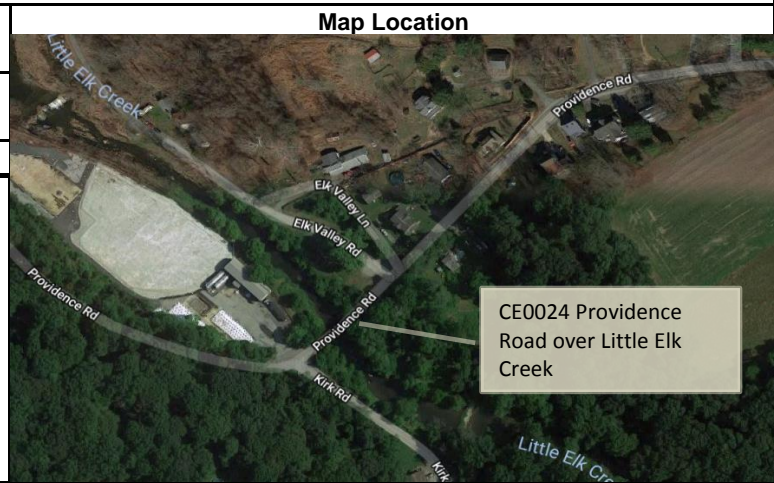 Map Location
Little Elk Creek
Providence Rd
Elk Valley Ln
Elk Valley Rd
Providence Rd
Providence Rd
CE0024 Providence
Road over Little Elk
Creek
Kirk Rd
Kirk
Little Elk Cre